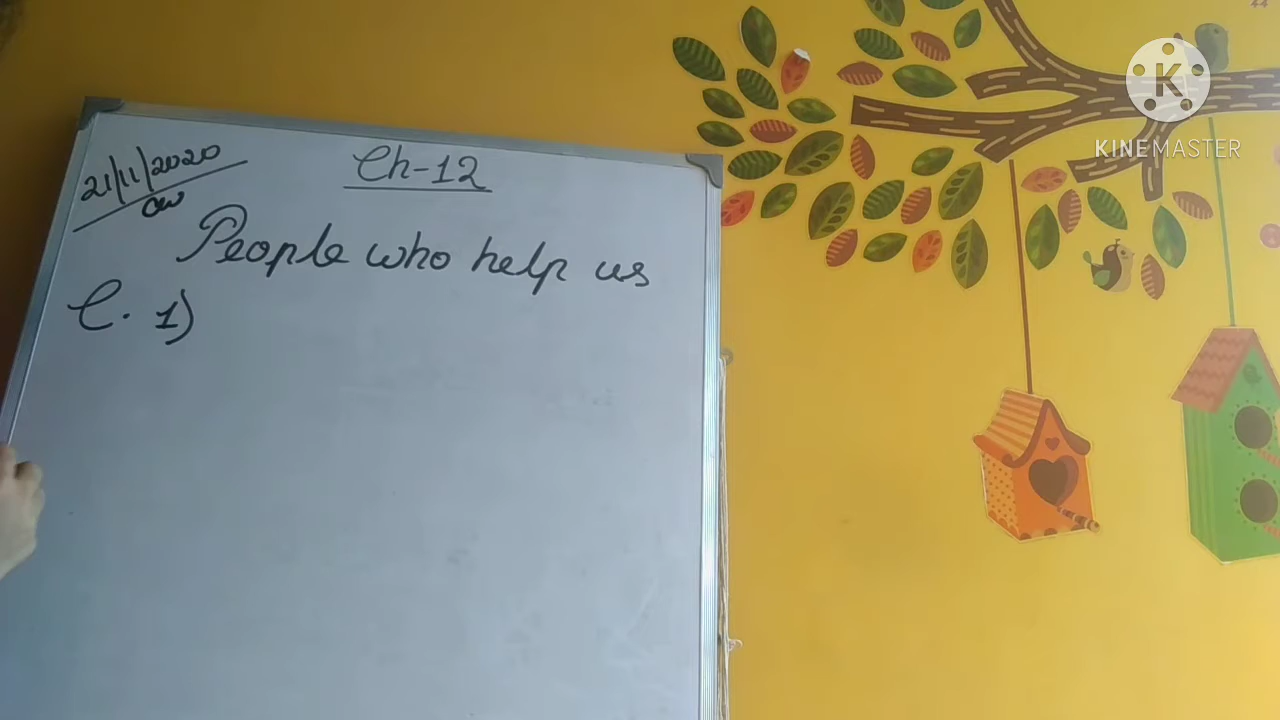 21/11/2020
CW
Ch-12
People who help us
C. 1)
K
KINEMASTER